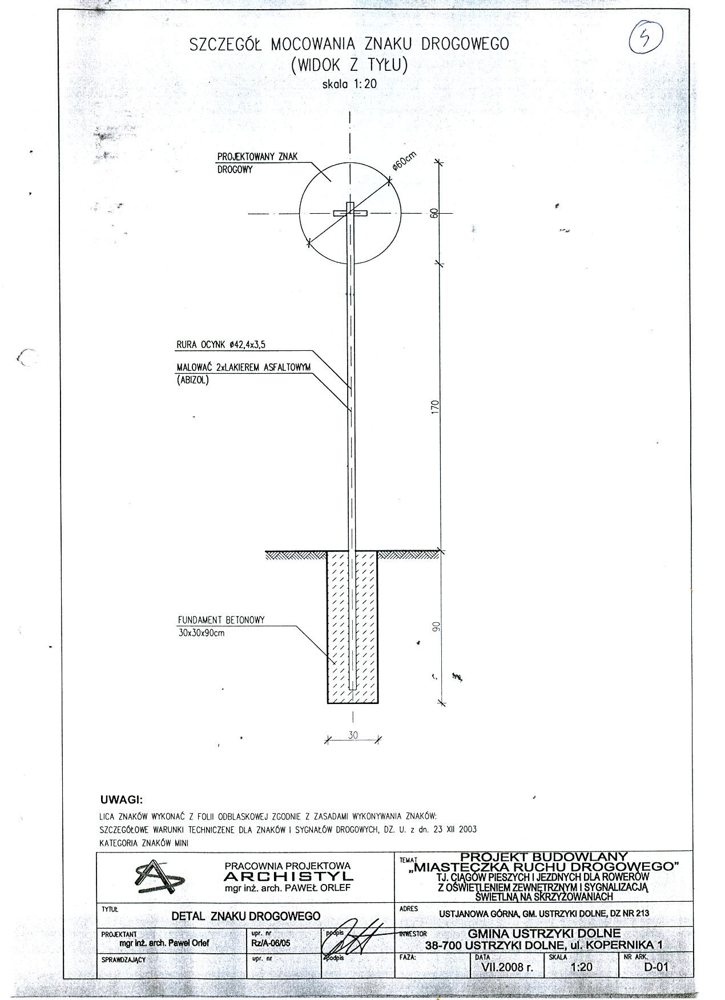 5
SZCZEGÓŁ MOCOWANIA ZNAKU DROGOWEGO
(WIDOK Z TYŁU)
skala 1:20
PROJEKTOWANY ZNAK
DROGOWY
ø60cm
60
RURA OCYNK ø42,4x3,5
MALOWAĆ 2xLAKIEREM ASFALTOWYM
(ABIZOL)
170
FUNDAMENT BETONOWY
30x30x90cm
90
30
UWAGI:
LICA ZNAKÓW WYKONAĆ Z FOLII ODBLASKOWEJ ZGODNIE Z ZASADAMI WYKONYWANIA ZNAKÓW:
SZCZEGÓŁOWE WARUNKI TECHNICZENE DLA ZNAKÓW I SYGNAŁÓW DROGOWYCH, DZ. U. z dn. 23 XII 2003
KATEGORIA ZNAKÓW MINI
PRACOWNIA PROJEKTOWA
ARCHISTYL
mgr inż. arch. PAWEŁ ORLEF
TEMAT
PROJEKT BUDOWLANY
„MIASTECZKA RUCHU DROGOWEGO"
TJ. CIĄGÓW PIESZYCH I JEZDNYCH DLA ROWERÓW
Z OŚWIETLENIEM ZEWNĘTRZNYM I SYGNALIZACJĄ
ŚWIETLNĄ NA SKRZYŻOWANIACH
TYTUŁ
DETAL ZNAKU DROGOWEGO
ADRES
USTJANOWA GÓRNA, GM. USTRZYKI DOLNE, DZ NR 213
PROJEKTANT
mgr inż. arch. Paweł Orlef
upr. nr
Rz/A-06/05
podpis
INWESTOR
GMINA USTRZYKI DOLNE
38-700 USTRZYKI DOLNE, ul. KOPERNIKA 1
SPRAWDZAJĄCY
upr. nr
podpis
FAZA:
DATA
VII.2008 r.
SKALA
1:20
NR ARK.
D-01